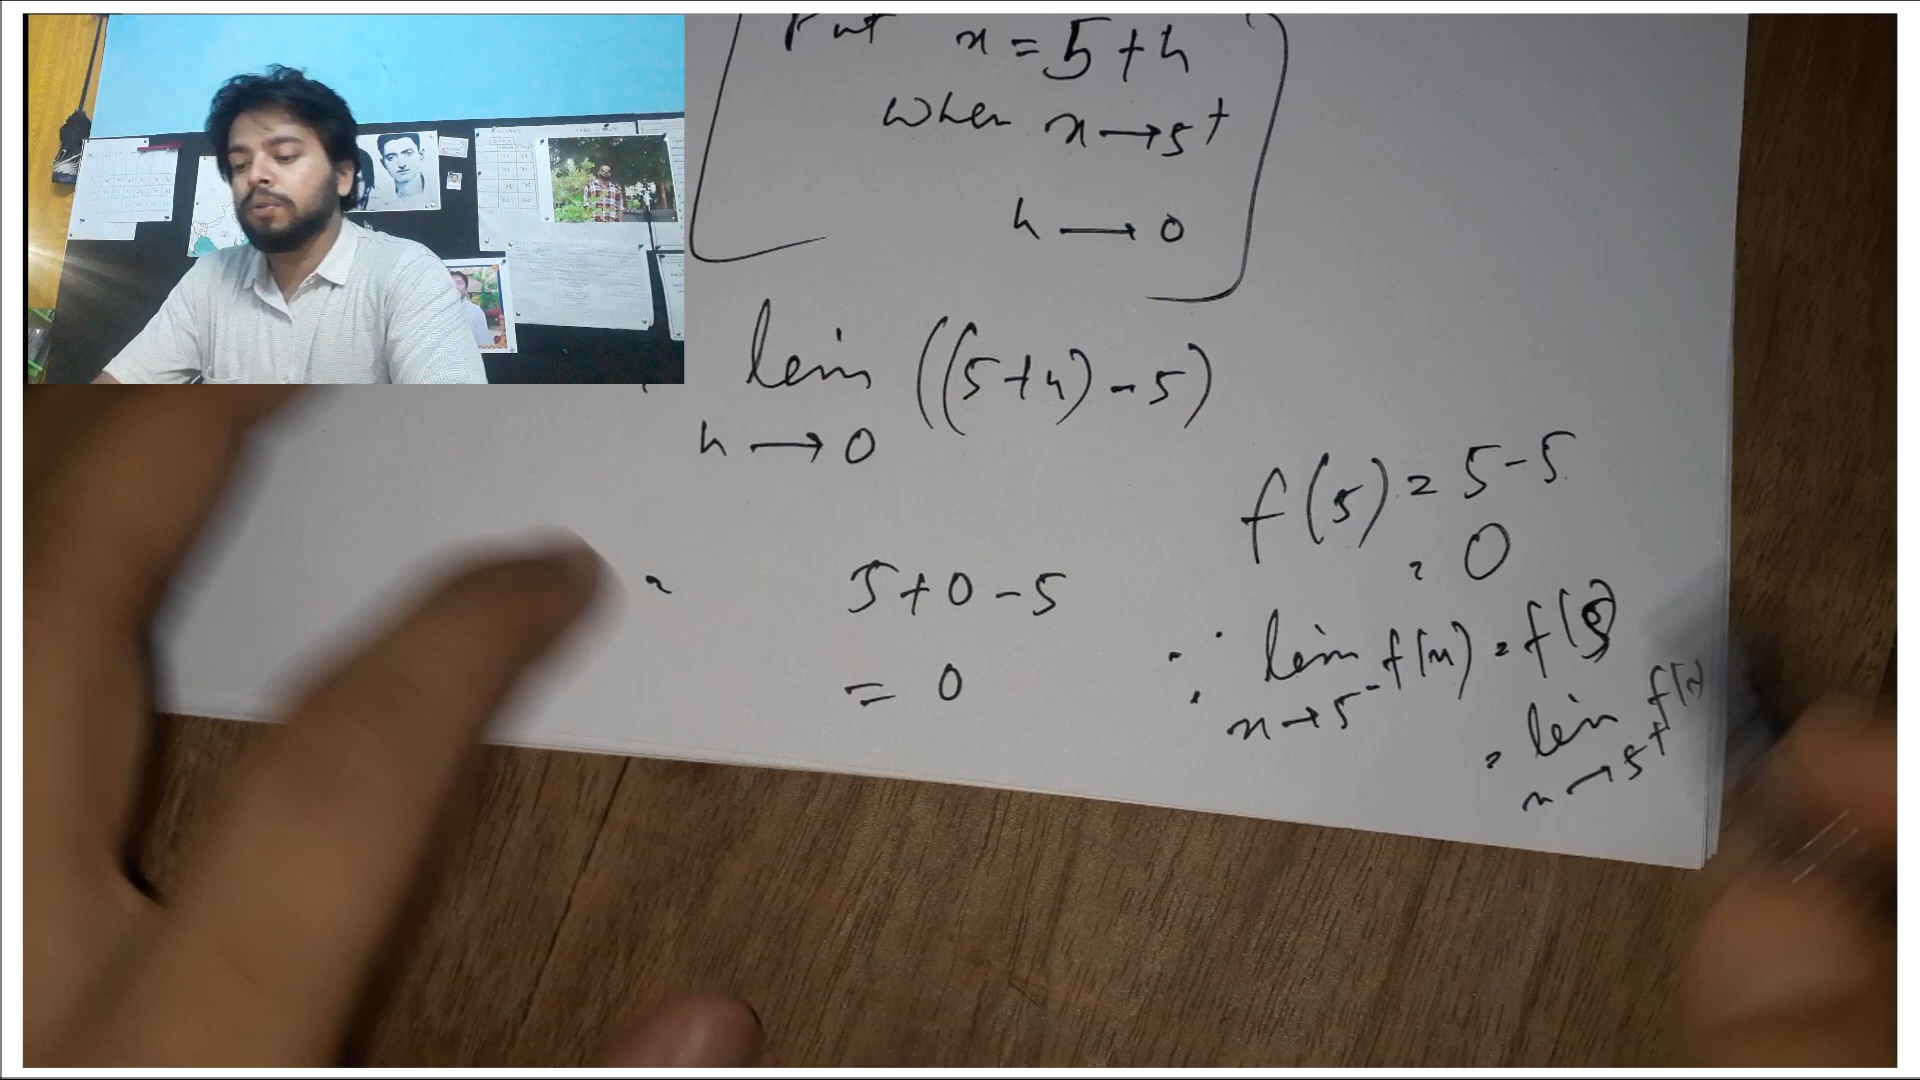 Put x = 5 + h
When x → 5⁺
h → 0
lim ((5+h) - 5)
h → 0
= 5 + 0 - 5
= 0
f(5) = 5 - 5
= 0
∴ lim f(x) = f(5)
x → 5⁻
= lim f(x)
x → 5⁺